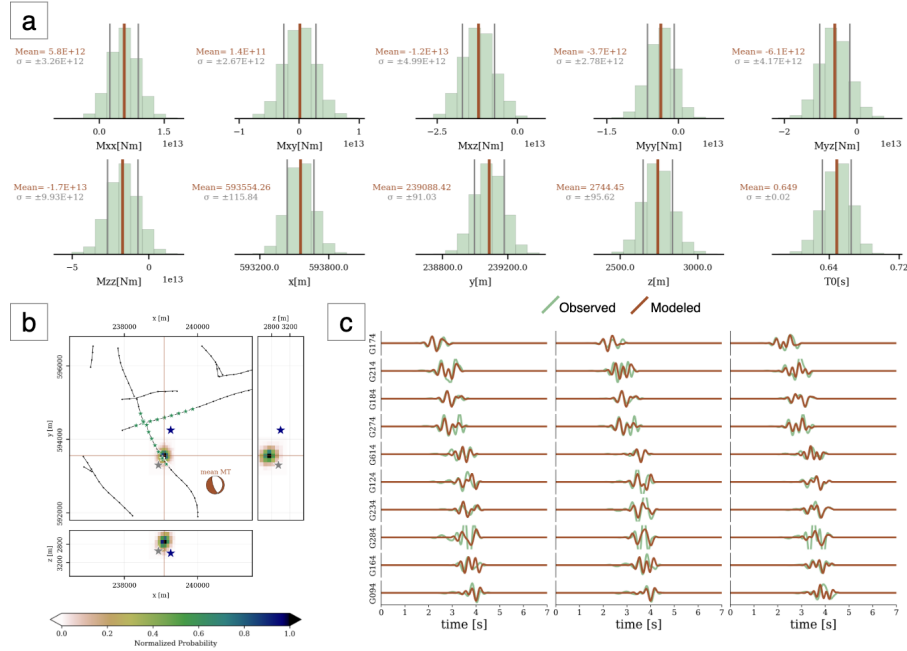 a
Mean= 5.8E+12
σ = ±3.26E+12
0.0 1.5
1e13
Mxx[Nm]
Mean= 1.4E+11
σ = ±2.67E+12
−1 0 1
1e13
Mxy[Nm]
Mean= -1.2E+13
σ = ±4.99E+12
−2.5 0.0
1e13
Mxz[Nm]
Mean= -3.7E+12
σ = ±2.78E+12
−1.5 0.0
1e13
Myy[Nm]
Mean= -6.1E+12
σ = ±4.17E+12
−2 0
1e13
Myz[Nm]
Mean= -1.7E+13
σ = ±9.93E+12
−5 0
1e13
Mzz[Nm]
Mean= 593554.26
σ = ±115.84
593200.0 593800.0
x[m]
Mean= 239088.42
σ = ±91.03
238800.0 239200.0
y[m]
Mean= 2744.45
σ = ±95.62
2500.0 3000.0
z[m]
Mean= 0.649
σ = ±0.02
0.64 0.72
T0[s]
b
x [m]
238000 240000
z [m]
2800 3200
y [m]
596000
594000
592000
mean MT
z [m]
2800
3200
238000 240000
x [m]
0.0 0.2 0.4 0.6 0.8 1.0
Normalized Probability
c
Observed Modeled
G174
G214
G184
G274
G614
G124
G234
G284
G164
G094
0 1 2 3 4 5 6 7
time [s]
0 1 2 3 4 5 6 7
time [s]
0 1 2 3 4 5 6 7
time [s]